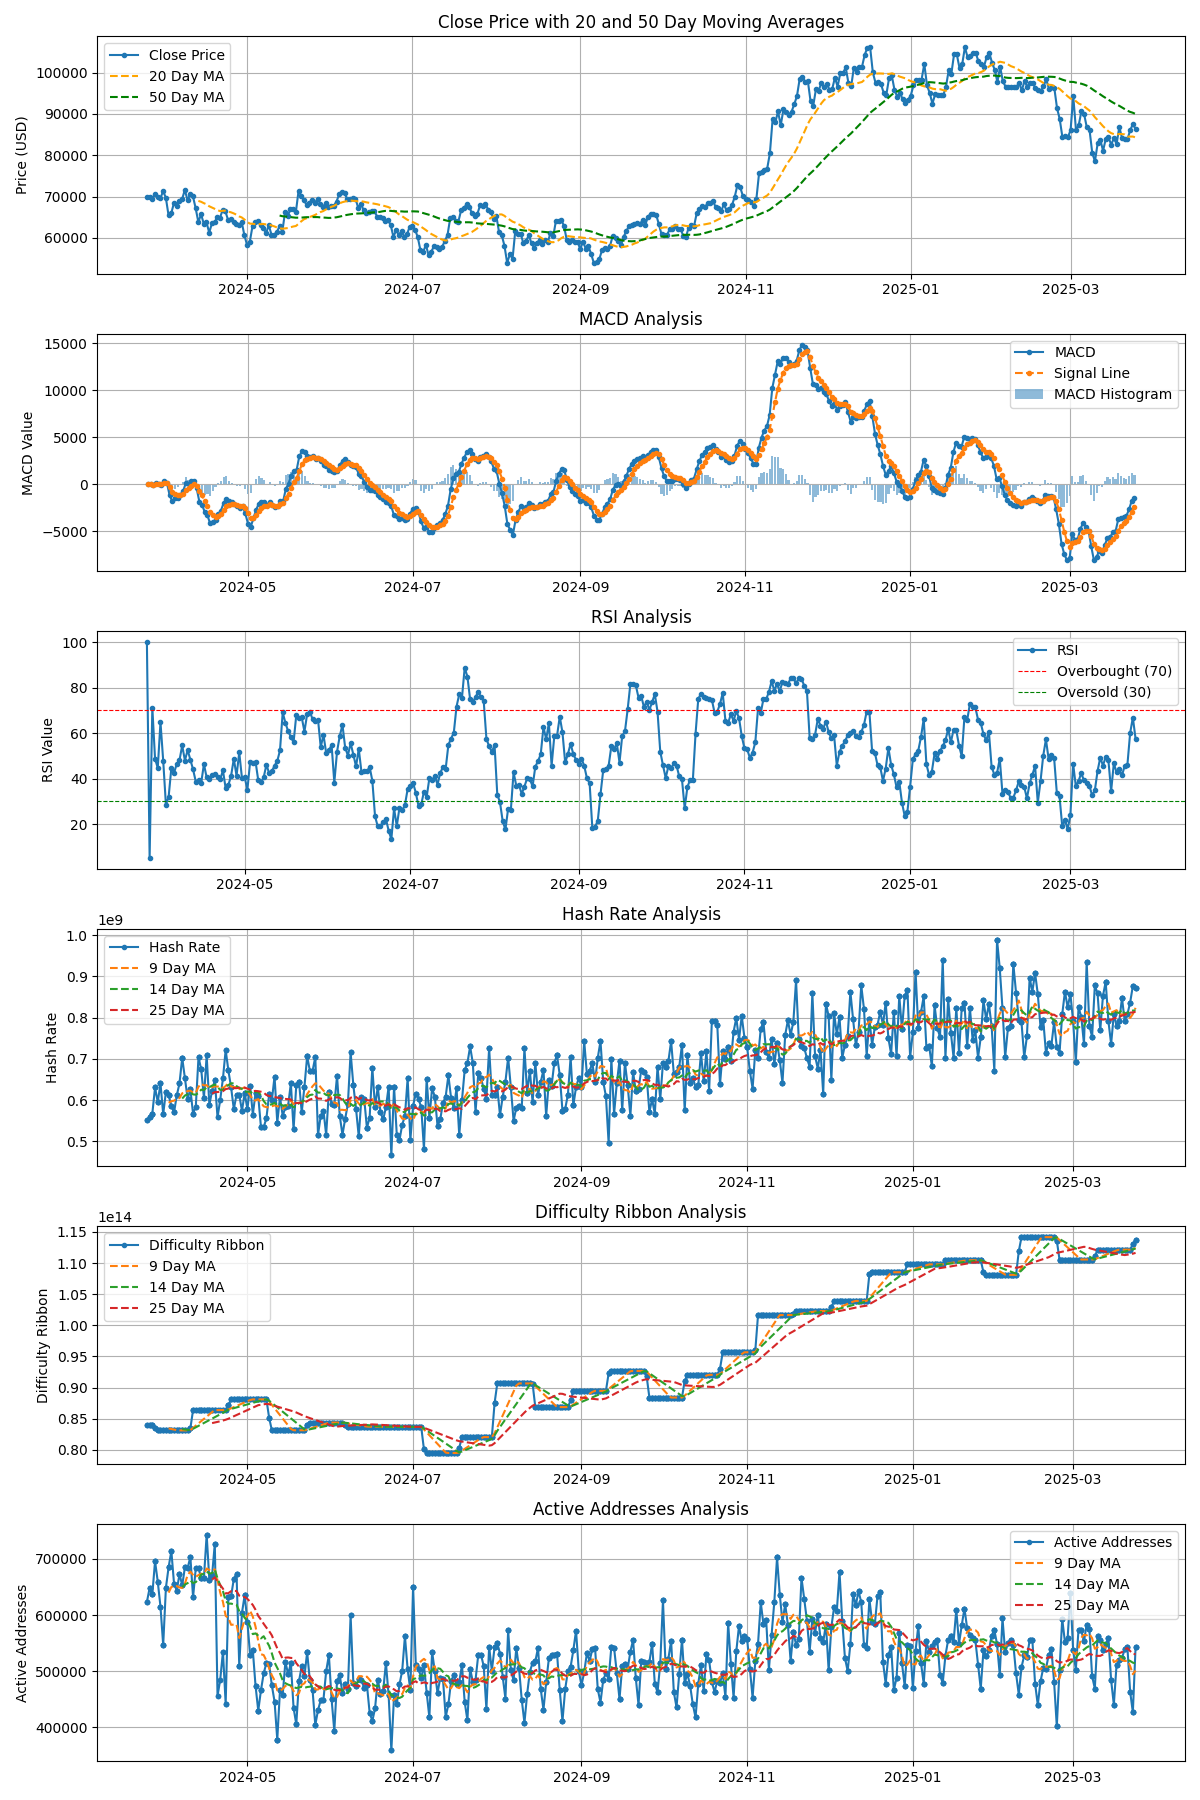 Close Price with 20 and 50 Day Moving Averages
Close Price
20 Day MA
50 Day MA
Price (USD)
100000
90000
80000
70000
60000
2024-05 2024-07 2024-09 2024-11 2025-01 2025-03
MACD Analysis
MACD
Signal Line
MACD Histogram
MACD Value
15000
10000
5000
0
−5000
2024-05 2024-07 2024-09 2024-11 2025-01 2025-03
RSI Analysis
RSI
Overbought (70)
Oversold (30)
RSI Value
100
80
60
40
20
2024-05 2024-07 2024-09 2024-11 2025-01 2025-03
Hash Rate Analysis
1e9
Hash Rate
9 Day MA
14 Day MA
25 Day MA
Hash Rate
1.0
0.9
0.8
0.7
0.6
0.5
2024-05 2024-07 2024-09 2024-11 2025-01 2025-03
Difficulty Ribbon Analysis
1e14
Difficulty Ribbon
9 Day MA
14 Day MA
25 Day MA
Difficulty Ribbon
1.15
1.10
1.05
1.00
0.95
0.90
0.85
0.80
2024-05 2024-07 2024-09 2024-11 2025-01 2025-03
Active Addresses Analysis
Active Addresses
9 Day MA
14 Day MA
25 Day MA
Active Addresses
700000
600000
500000
400000
2024-05 2024-07 2024-09 2024-11 2025-01 2025-03